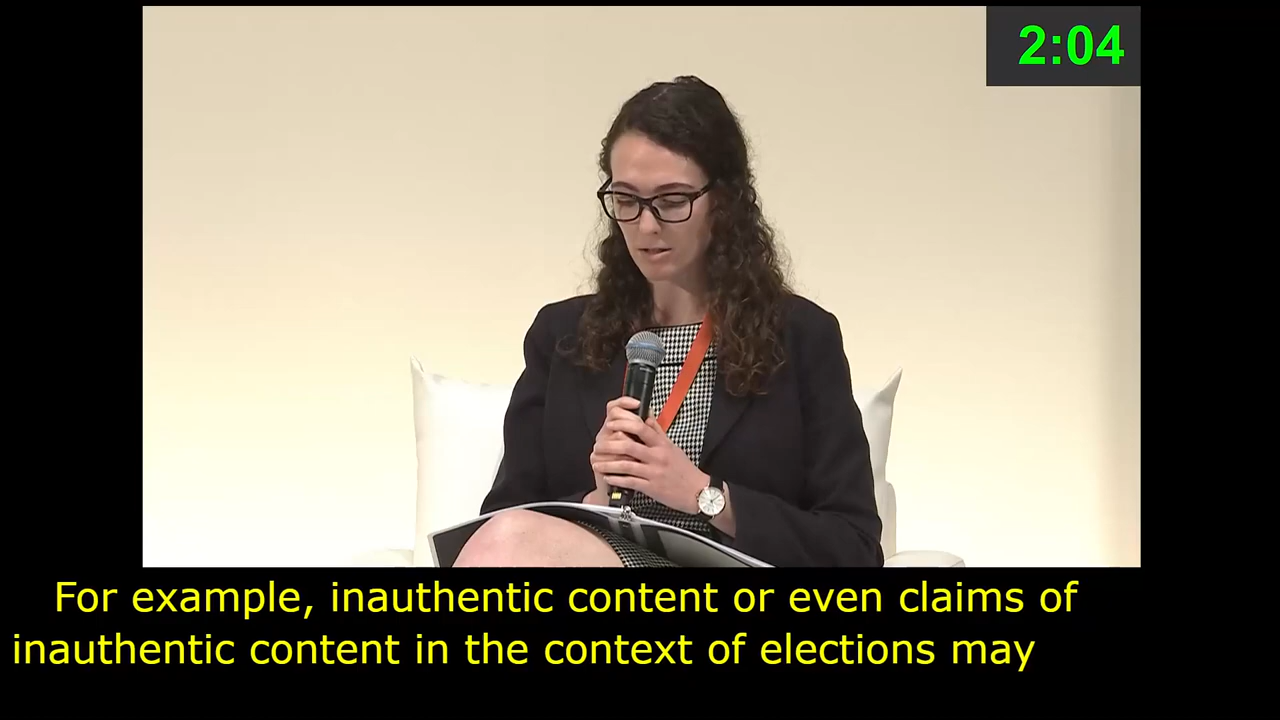 2:04
For example, inauthentic content or even claims of
inauthentic content in the context of elections may